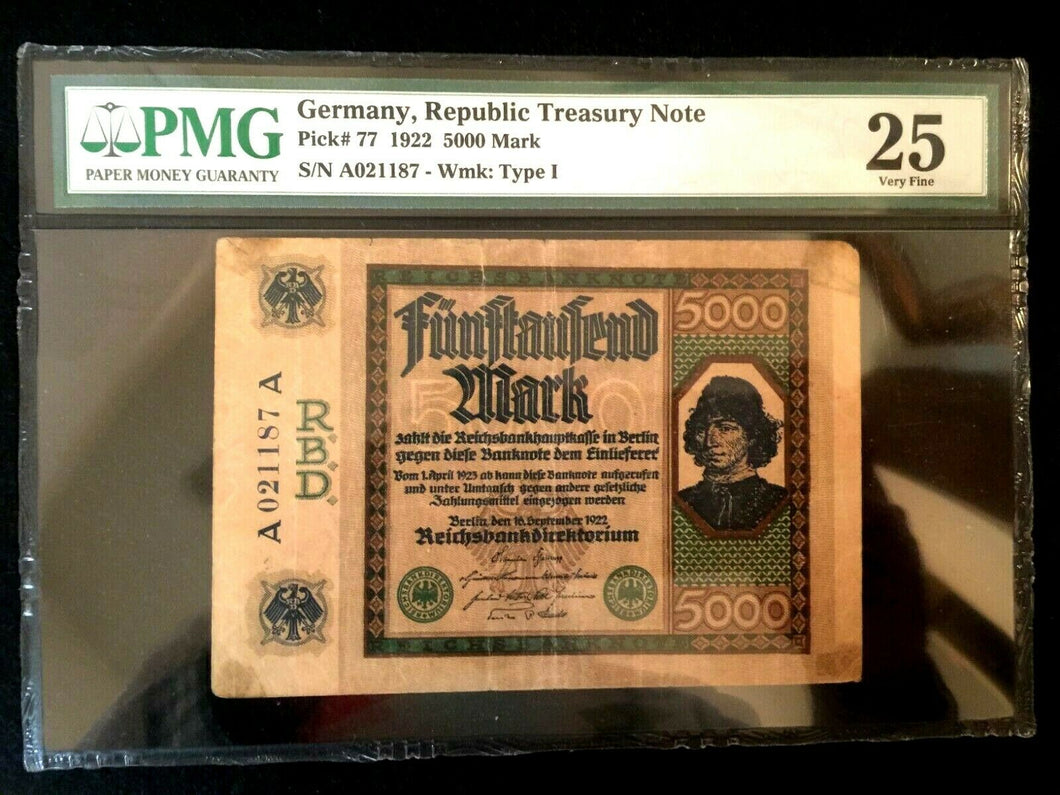 PMG
PAPER MONEY GUARANTY
Germany, Republic Treasury Note
Pick# 77 1922 5000 Mark
S/N A021187 - Wmk: Type I
25
Very Fine
REICHSBANKNOTE
5000
Fünftausend
Mark
5000
zahlt die Reichsbankhauptkasse in Berlin
gegen diese Banknote dem Einlieferer
Vom 1. April 1923 ab kann diese Banknote aufgerufen
und unter Umtausch gegen andere gesetzliche
Zahlungsmittel eingezogen werden
Berlin, den 16. September 1922
Reichsbankdirektorium
5000
REICHSBANKNOTE
A 021187 A
R.B.D.